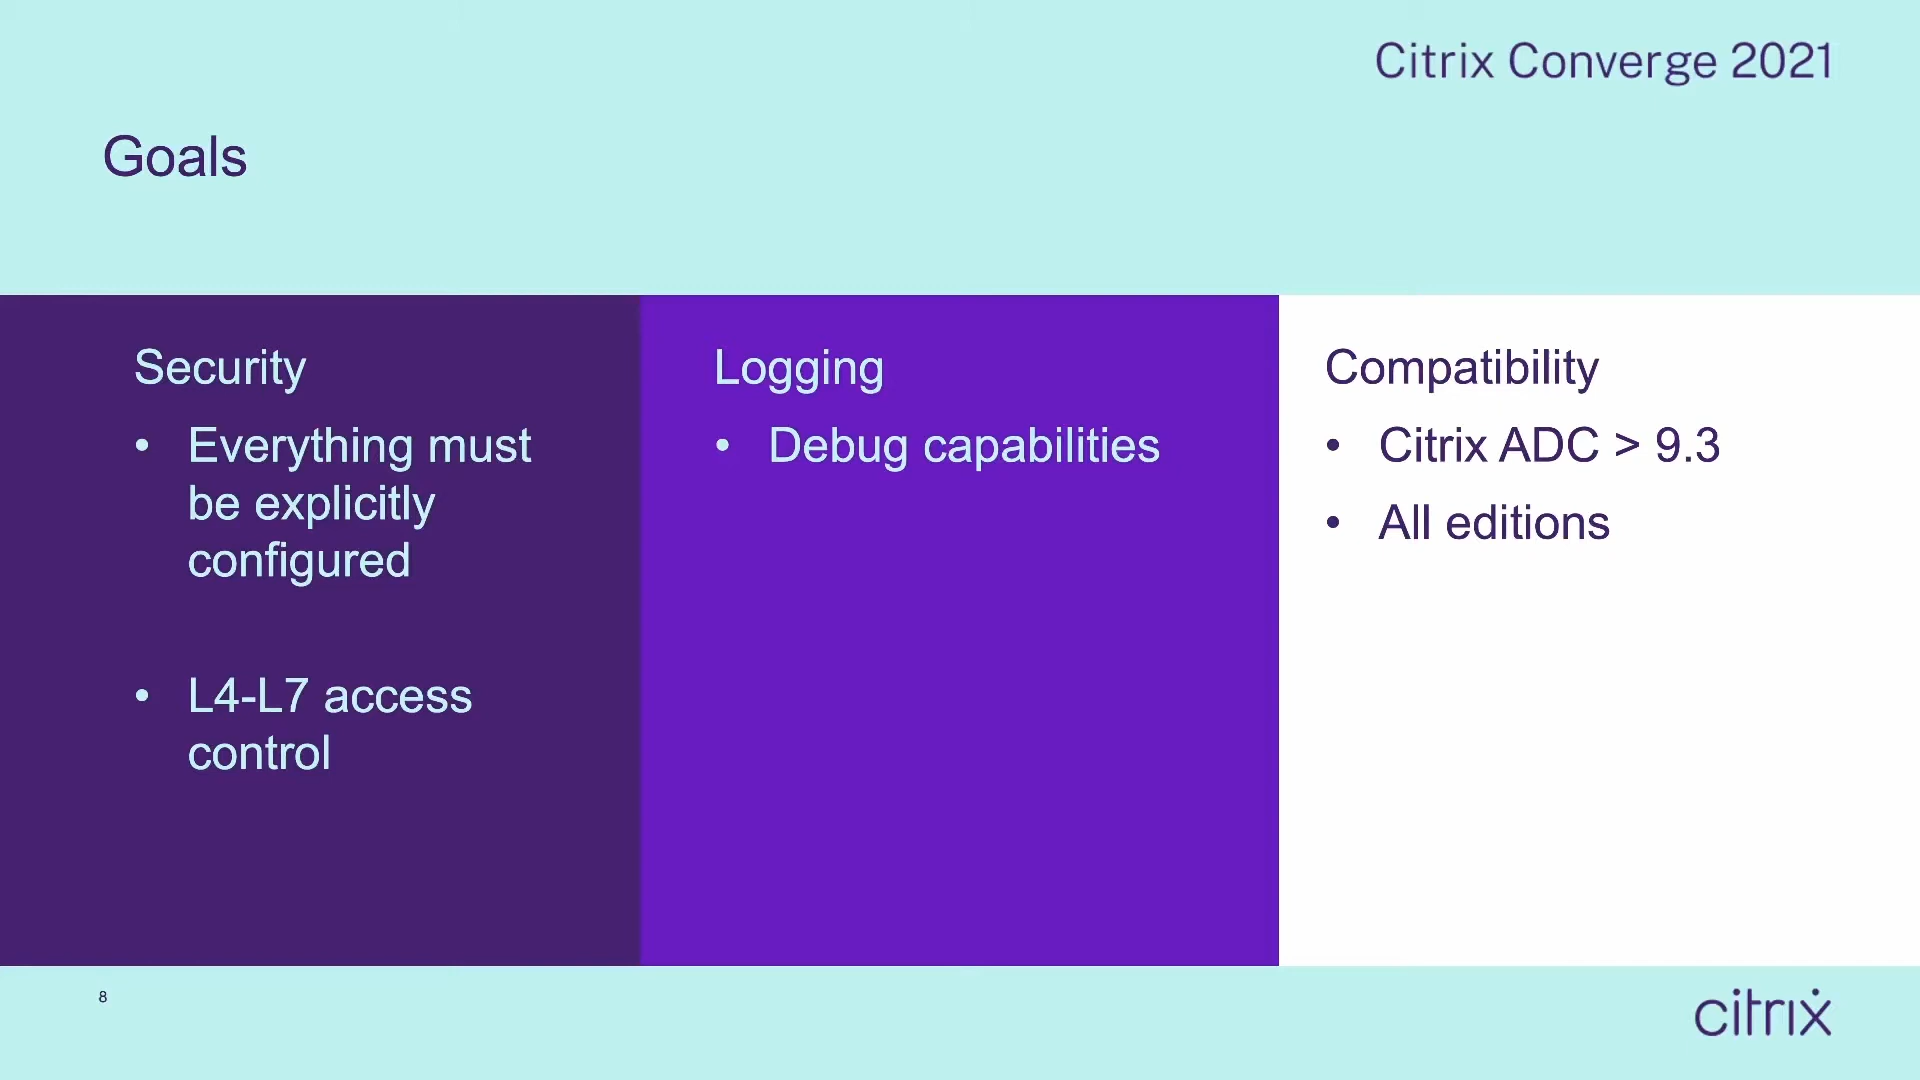 Citrix Converge 2021
Goals
Security
• Everything must
be explicitly
configured
• L4-L7 access
control
Logging
• Debug capabilities
Compatibility
• Citrix ADC > 9.3
• All editions
8
citrix